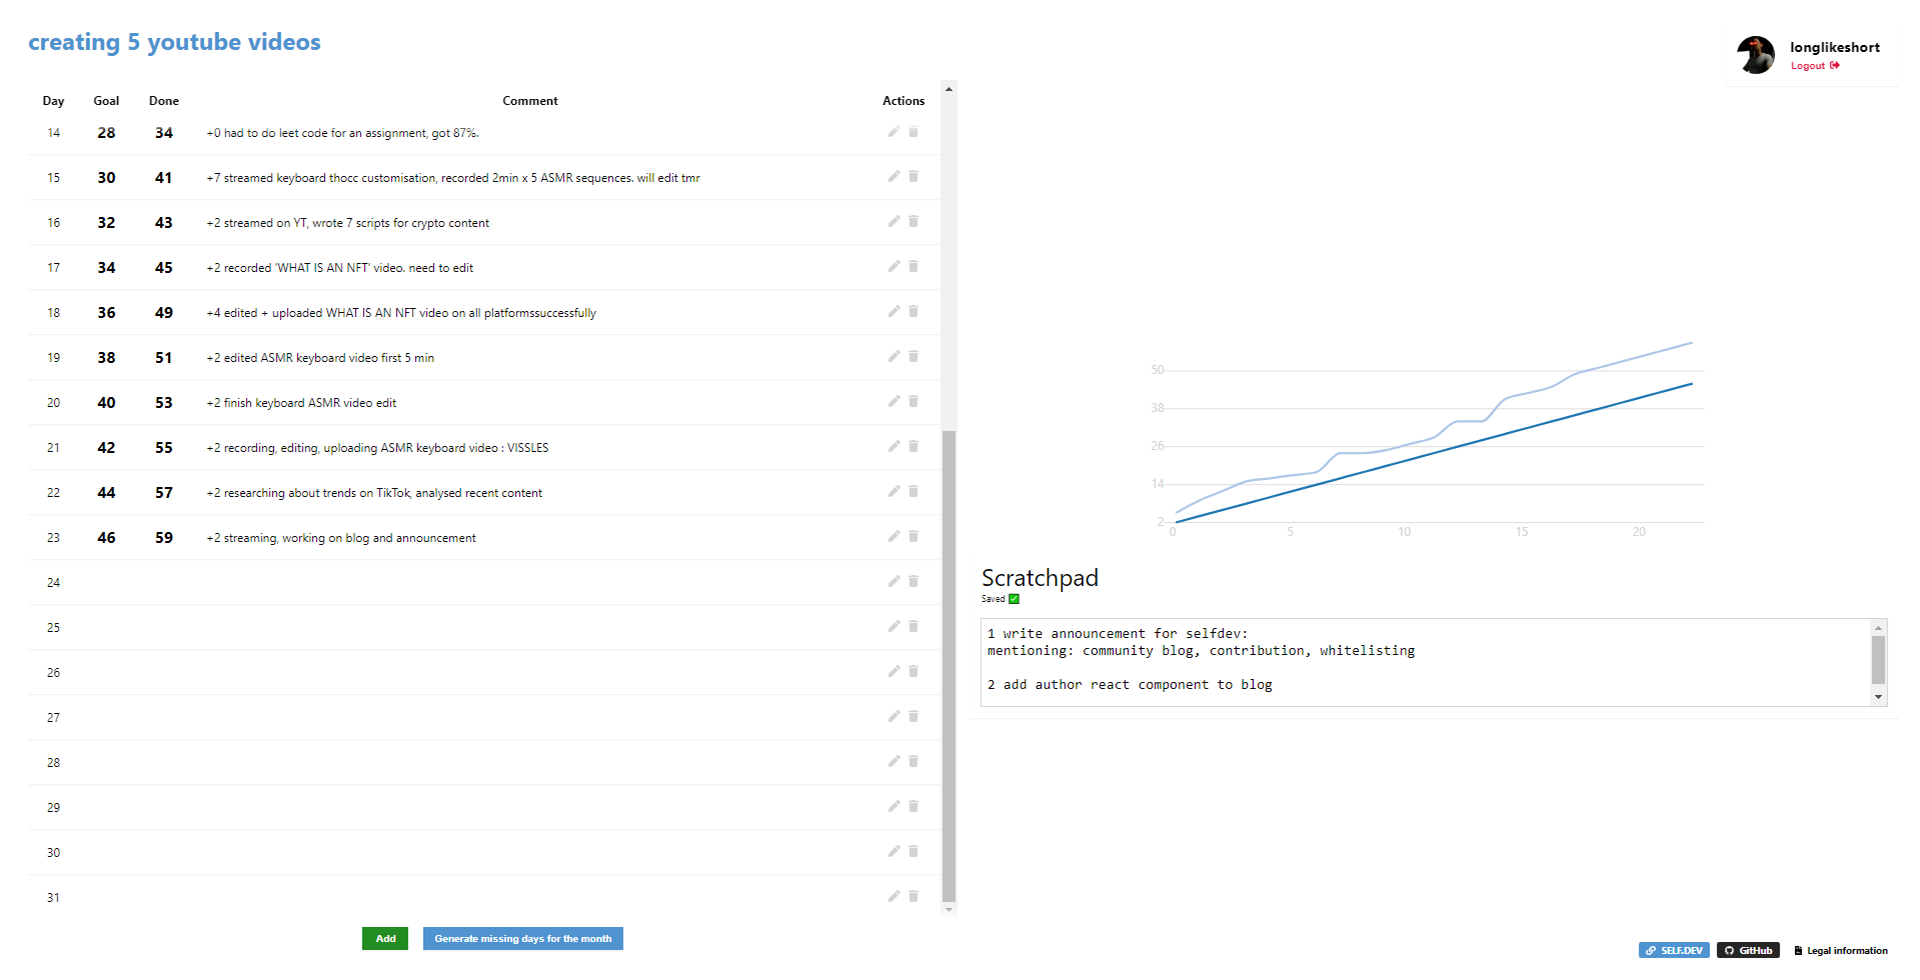 creating 5 youtube videos
longlikeshort
Logout
Day Goal Done Comment Actions
14 28 34 +0 had to do leet code for an assignment, got 87%.
15 30 41 +7 streamed keyboard thocc customisation, recorded 2min x 5 ASMR sequences. will edit tmr
16 32 43 +2 streamed on YT, wrote 7 scripts for crypto content
17 34 45 +2 recorded 'WHAT IS AN NFT' video. need to edit
18 36 49 +4 edited + uploaded WHAT IS AN NFT video on all platformssuccessfully
19 38 51 +2 edited ASMR keyboard video first 5 min
20 40 53 +2 finish keyboard ASMR video edit
21 42 55 +2 recording, editing, uploading ASMR keyboard video : VISSLES
22 44 57 +2 researching about trends on TikTok, analysed recent content
23 46 59 +2 streaming, working on blog and announcement
24
25
26
27
28
29
30
31
Add Generate missing days for the month
50
38
26
14
2
0 5 10 15 20
Scratchpad
Saved
1 write announcement for selfdev:
mentioning: community blog, contribution, whitelisting
2 add author react component to blog
SELF.DEV GitHub Legal information